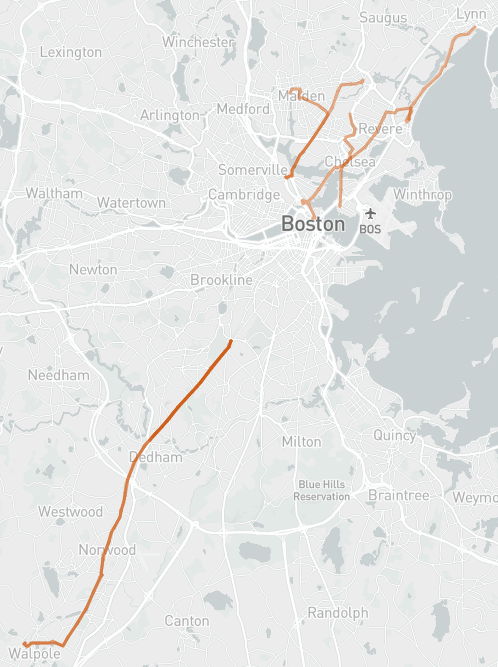 Saugus
Lynn
Winchester
Lexington
Malden
Medford
Arlington
Revere
Chelsea
Somerville
Waltham
Cambridge
Winthrop
Watertown
Boston
BOS
Newton
Brookline
Needham
Quincy
Milton
Dedham
Blue Hills
Reservation
Braintree
Weymo
Westwood
Norwood
Canton
Randolph
Walpole